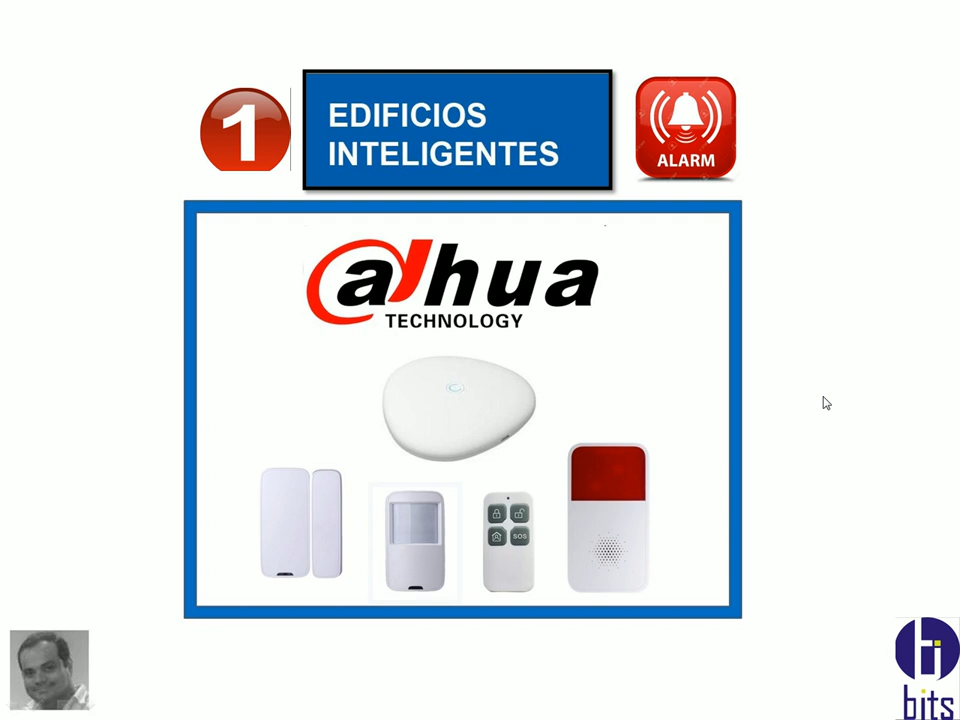 1
EDIFICIOS
INTELIGENTES
ALARM
alhua
TECHNOLOGY
SOS
bits